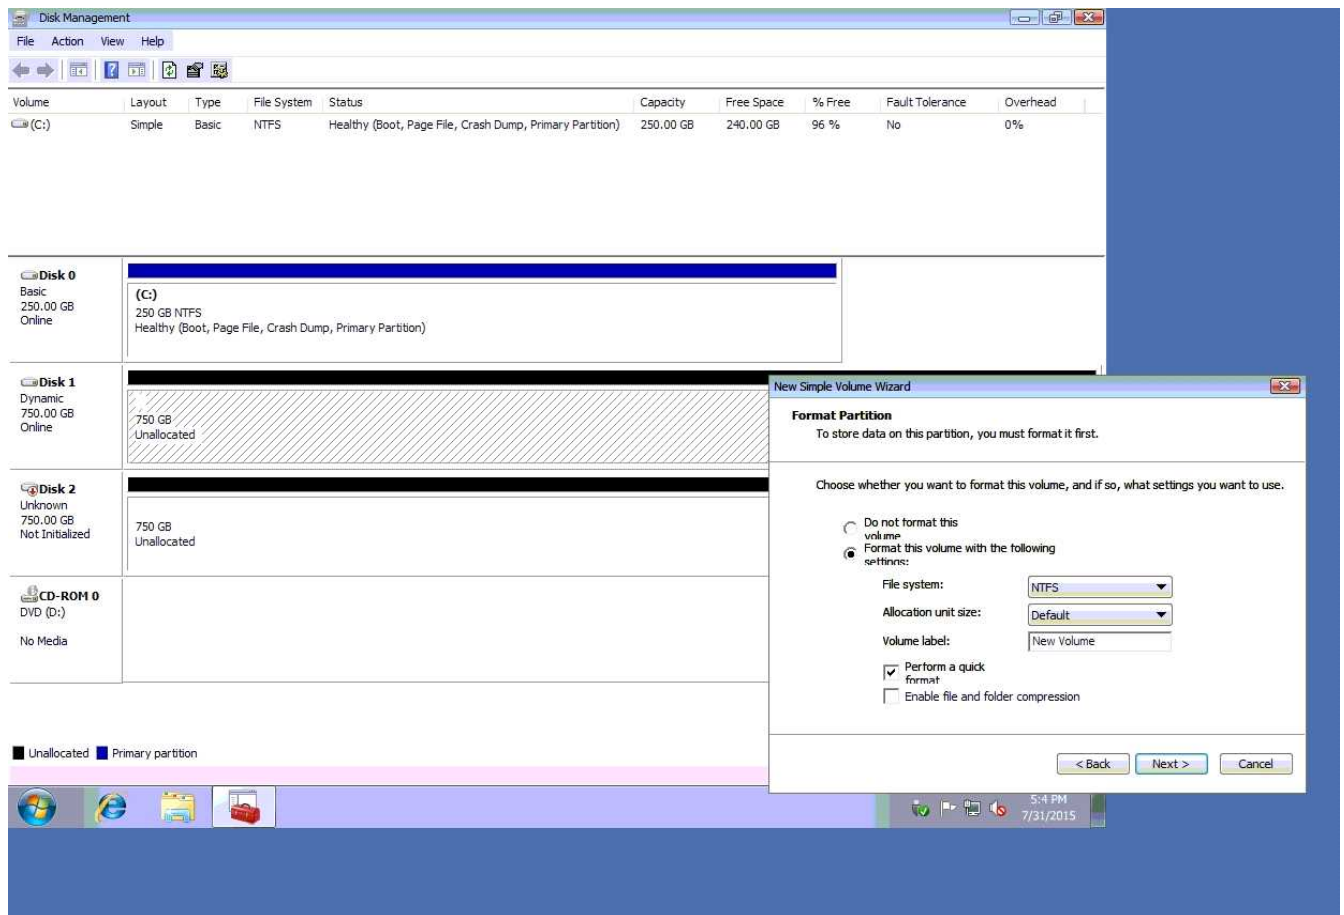 Disk Management
File Action View Help
Volume Layout Type File System Status Capacity Free Space % Free Fault Tolerance Overhead
(C:) Simple Basic NTFS Healthy (Boot, Page File, Crash Dump, Primary Partition) 250.00 GB 240.00 GB 96 % No 0%
Disk 0
Basic
250.00 GB
Online
(C:)
250 GB NTFS
Healthy (Boot, Page File, Crash Dump, Primary Partition)
Disk 1
Dynamic
750.00 GB
Online
750 GB
Unallocated
Disk 2
Unknown
750.00 GB
Not Initialized
750 GB
Unallocated
CD-ROM 0
DVD (D:)
No Media
Unallocated Primary partition
New Simple Volume Wizard
Format Partition
To store data on this partition, you must format it first.
Choose whether you want to format this volume, and if so, what settings you want to use.
Do not format this
volume
Format this volume with the following
settings:
File system: NTFS
Allocation unit size: Default
Volume label: New Volume
Perform a quick
format
Enable file and folder compression
< Back Next > Cancel
5:4 PM
7/31/2015